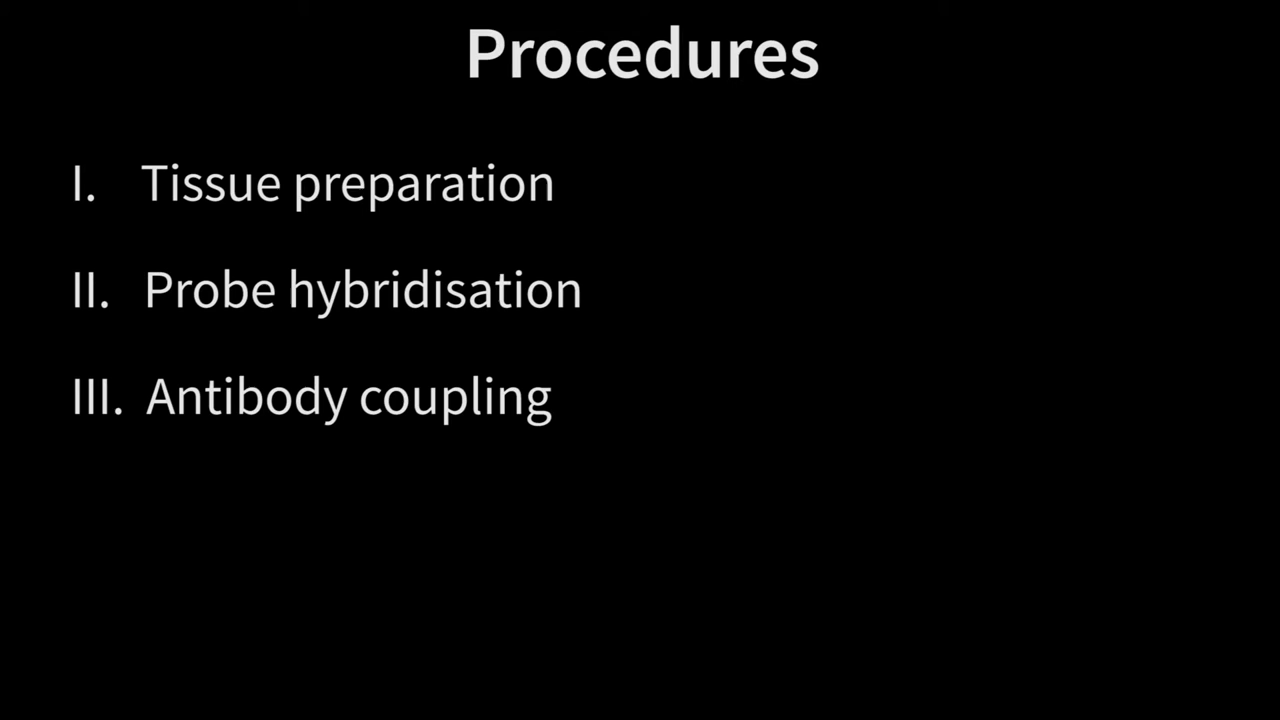 Procedures
I. Tissue preparation
II. Probe hybridisation
III. Antibody coupling